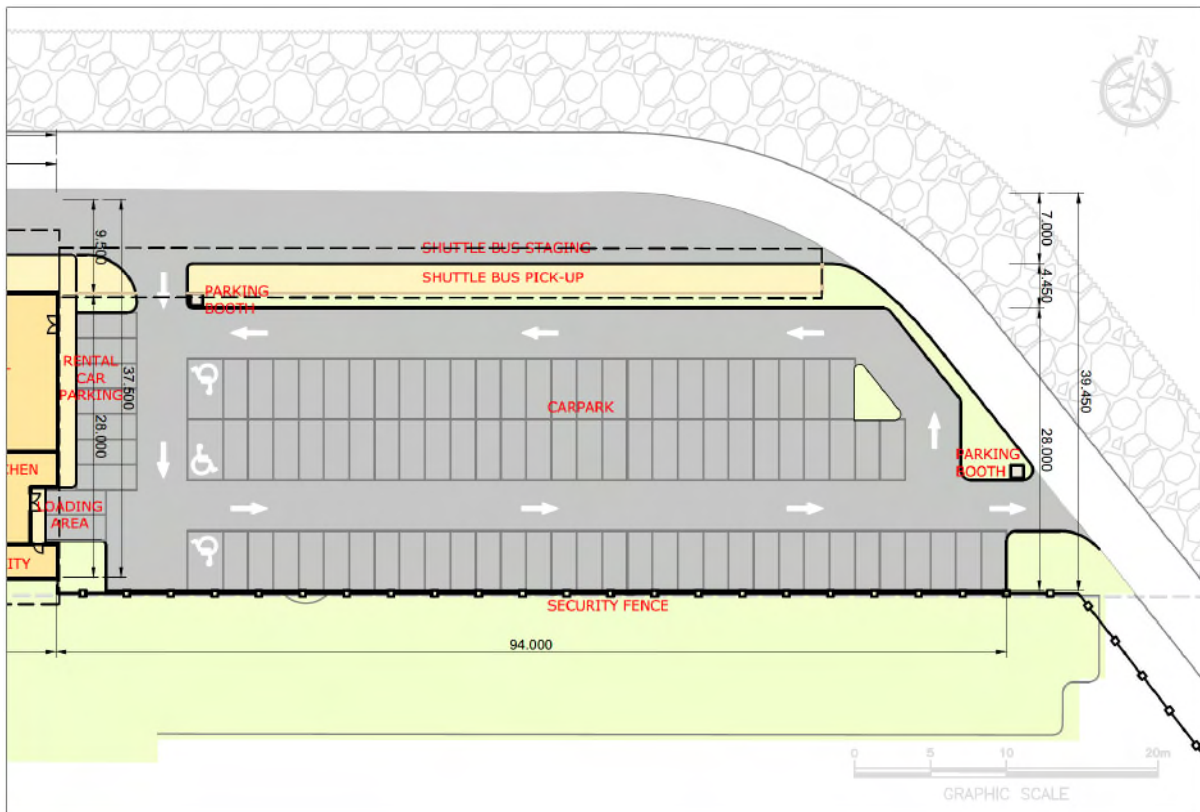 N
SHUTTLE BUS STAGING
SHUTTLE BUS PICK-UP
9.500
7.000
4.450
PARKING
BOOTH
RENTAL
CAR
PARKING
37.500
28.000
39.450
28.000
CARPARK
PARKING
BOOTH
CHEN
LOADING
AREA
ITY
SECURITY FENCE
94.000
0 5 10 20m
GRAPHIC SCALE